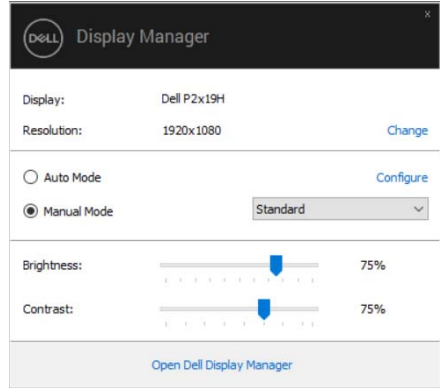 DELL Display Manager x
Display: Dell P2x19H
Resolution: 1920x1080 Change
Auto Mode Configure
Manual Mode Standard
Brightness: 75%
Contrast: 75%
Open Dell Display Manager